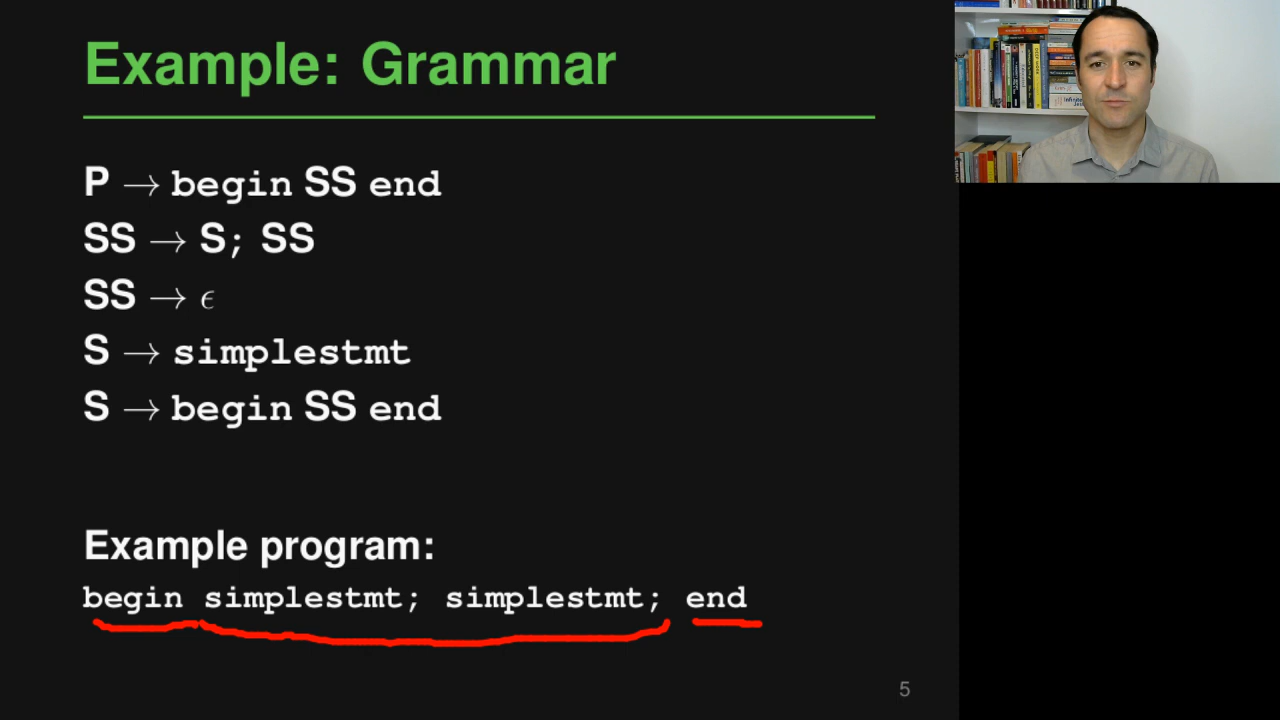 Example: Grammar
P → begin SS end
SS → S; SS
SS → ϵ
S → simplestmt
S → begin SS end
Example program:
begin simplestmt; simplestmt; end
5